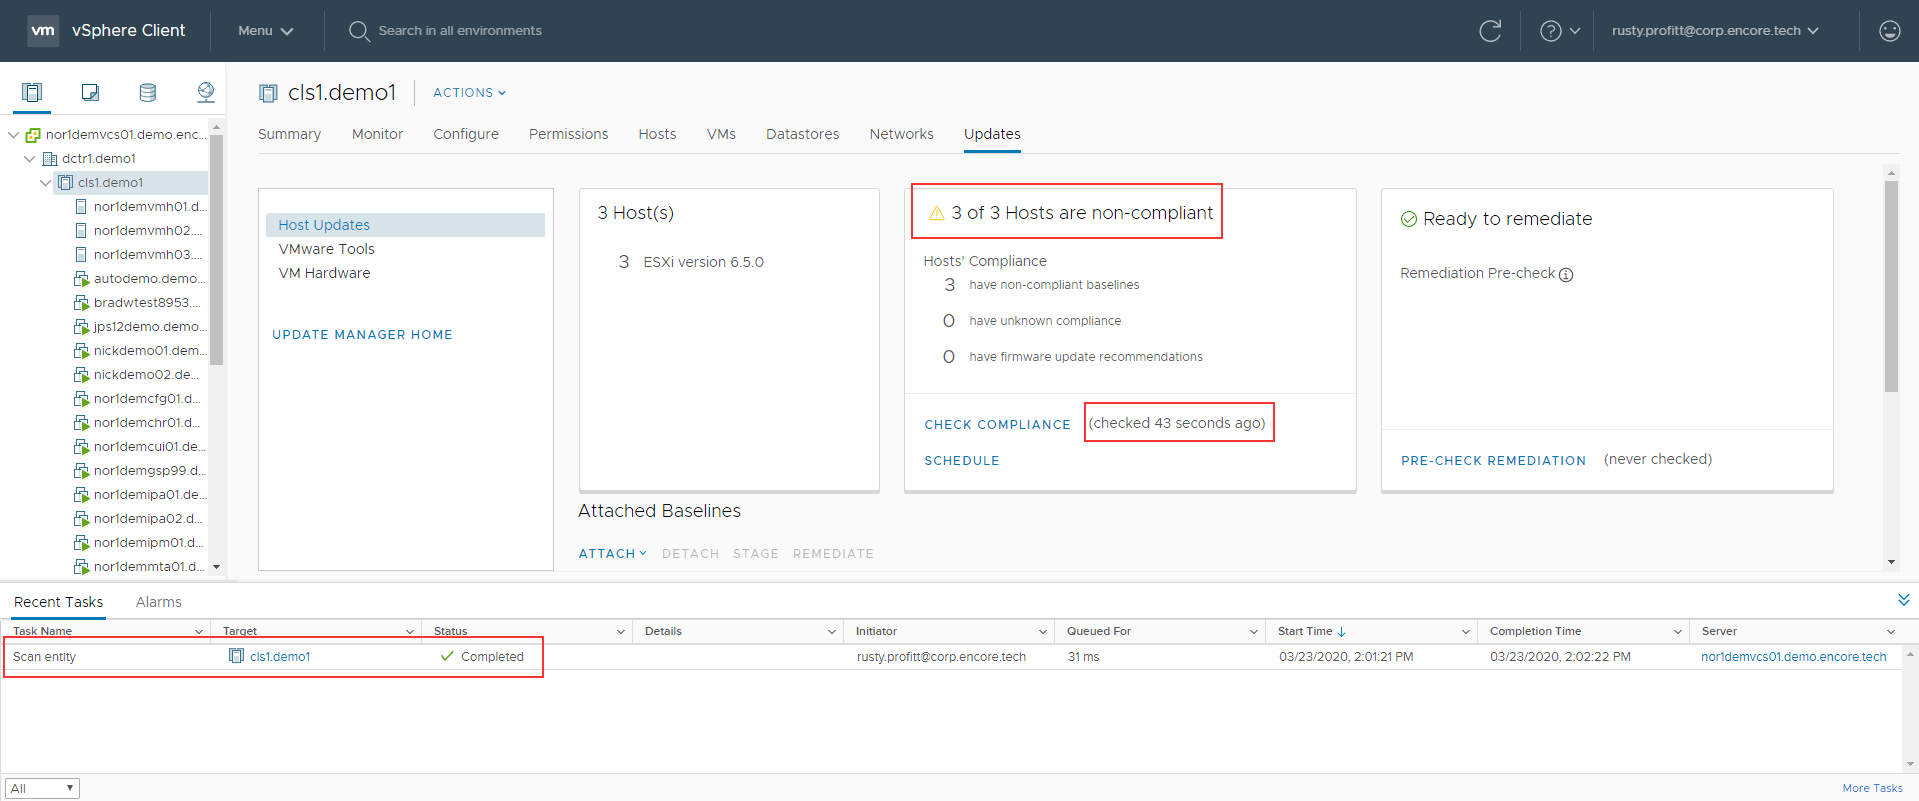 vm vSphere Client Menu Search in all environments rusty.profitt@corp.encore.tech
nor1demvcs01.demo.enc...
dctr1.demo1
cls1.demo1
nor1demvmh01.d...
nor1demvmh02....
nor1demvmh03....
autodemo.demo...
bradwtest8953....
jps12demo.demo...
nickdemo01.dem...
nickdemo02.de...
nor1demcfg01.d...
nor1demchr01.d...
nor1demcui01.de...
nor1demgsp99.d...
nor1demipa01.de...
nor1demipa02.d...
nor1demipm01.d...
nor1demmta01.d...
cls1.demo1 ACTIONS
Summary Monitor Configure Permissions Hosts VMs Datastores Networks Updates
Host Updates
VMware Tools
VM Hardware
UPDATE MANAGER HOME
3 Host(s)
3 ESXi version 6.5.0
3 of 3 Hosts are non-compliant
Hosts' Compliance
3 have non-compliant baselines
0 have unknown compliance
0 have firmware update recommendations
CHECK COMPLIANCE (checked 43 seconds ago)
SCHEDULE
Ready to remediate
Remediation Pre-check
PRE-CHECK REMEDIATION (never checked)
Attached Baselines
ATTACH DETACH STAGE REMEDIATE
Recent Tasks Alarms
Task Name Target Status Details Initiator Queued For Start Time Completion Time Server
Scan entity cls1.demo1 Completed rusty.profitt@corp.encore.tech 31 ms 03/23/2020, 2:01:21 PM 03/23/2020, 2:02:22 PM nor1demvcs01.demo.encore.tech
All More Tasks